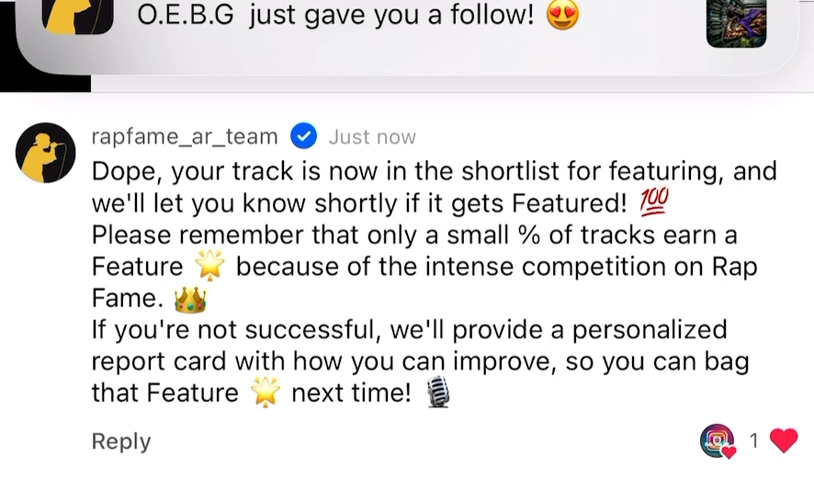 O.E.B.G just gave you a follow! 😍
rapfame_ar_team Just now
Dope, your track is now in the shortlist for featuring, and
we'll let you know shortly if it gets Featured! 💯
Please remember that only a small % of tracks earn a
Feature 🌟 because of the intense competition on Rap
Fame. 👑
If you're not successful, we'll provide a personalized
report card with how you can improve, so you can bag
that Feature 🌟 next time! 🎙️
Reply 1